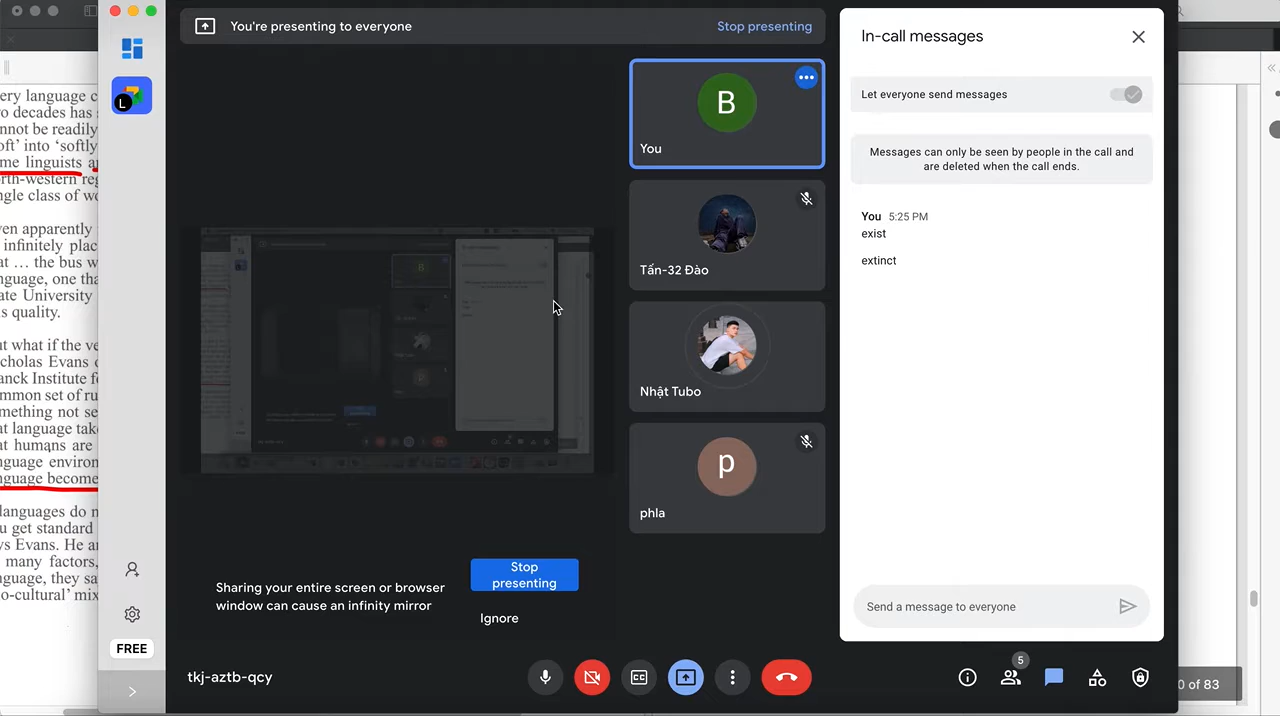 ery language c
o decades has
nnot be readily
oft’ into ‘softly
me linguists a
orth-western reg
ngle class of wo
ven apparently
infinitely plac
at … the bus w
nguage, one tha
ate University
is quality.
ut what if the ve
cholas Evans o
anck Institute fo
mmon set of ru
mething not se
at language tak
at humans are
nguage environ
nguage become
languages do n
u get standard
ys Evans. He ar
many factors,
nguage, they sa
io-cultural’ mix
L
FREE
You're presenting to everyone
Stop presenting
B
You
Tấn-32 Đào
Nhật Tubo
p
phla
Sharing your entire screen or browser
window can cause an infinity mirror
Stop
presenting
Ignore
tkj-aztb-qcy
In-call messages
Let everyone send messages
Messages can only be seen by people in the call and
are deleted when the call ends.
You 5:25 PM
exist
extinct
Send a message to everyone
5
0 of 83